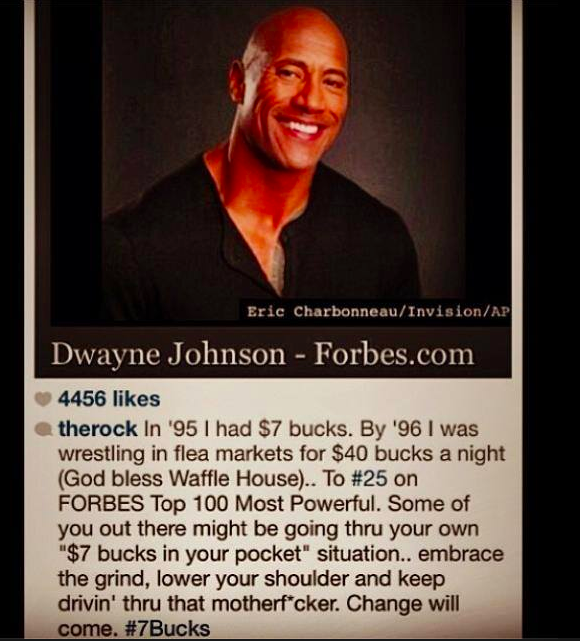 Eric Charbonneau/Invision/AP
Dwayne Johnson - Forbes.com
4456 likes
therock In '95 I had $7 bucks. By '96 I was
wrestling in flea markets for $40 bucks a night
(God bless Waffle House).. To #25 on
FORBES Top 100 Most Powerful. Some of
you out there might be going thru your own
"$7 bucks in your pocket" situation.. embrace
the grind, lower your shoulder and keep
drivin' thru that motherf*cker. Change will
come. #7Bucks